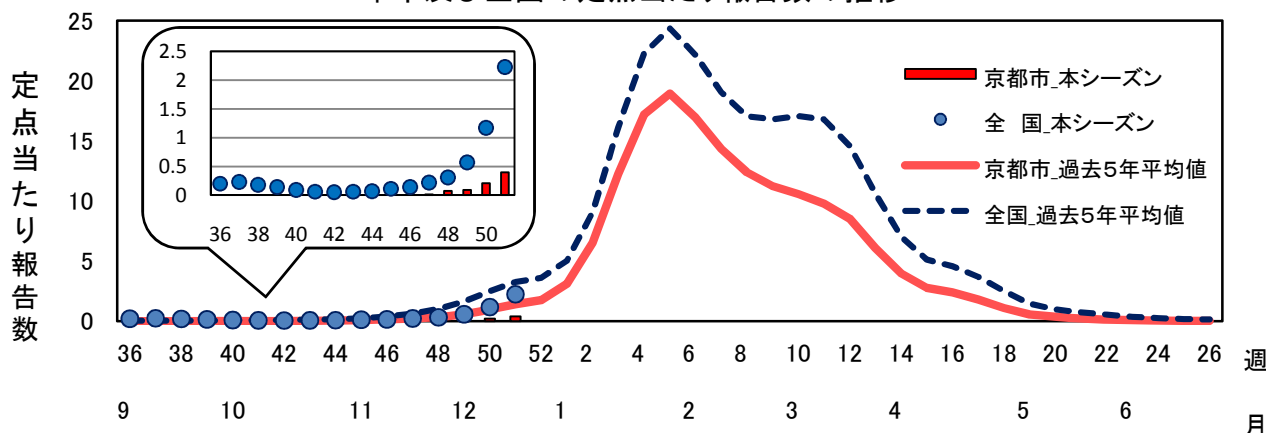 定点当たり報告数
25
20
15
10
5
0
2.5
2
1.5
1
0.5
0
36 38 40 42 44 46 48 50
京都市_本シーズン
全 国_本シーズン
京都市_過去5年平均値
全国_過去5年平均値
36 38 40 42 44 46 48 50 52 2 4 6 8 10 12 14 16 18 20 22 24 26 週
9 10 11 12 1 2 3 4 5 6 月